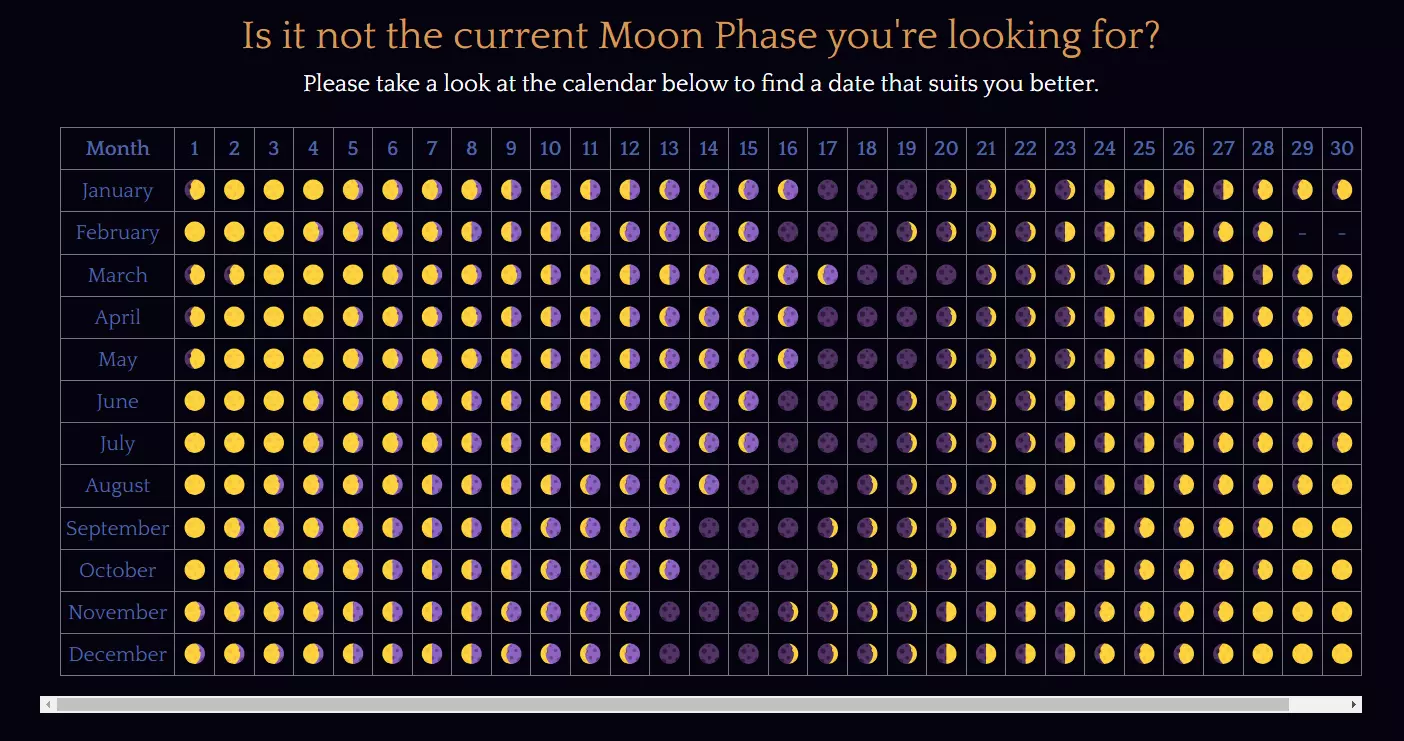 Is it not the current Moon Phase you're looking for?
Please take a look at the calendar below to find a date that suits you better.
Month 1 2 3 4 5 6 7 8 9 10 11 12 13 14 15 16 17 18 19 20 21 22 23 24 25 26 27 28 29 30
January
February - -
March
April
May
June
July
August
September
October
November
December